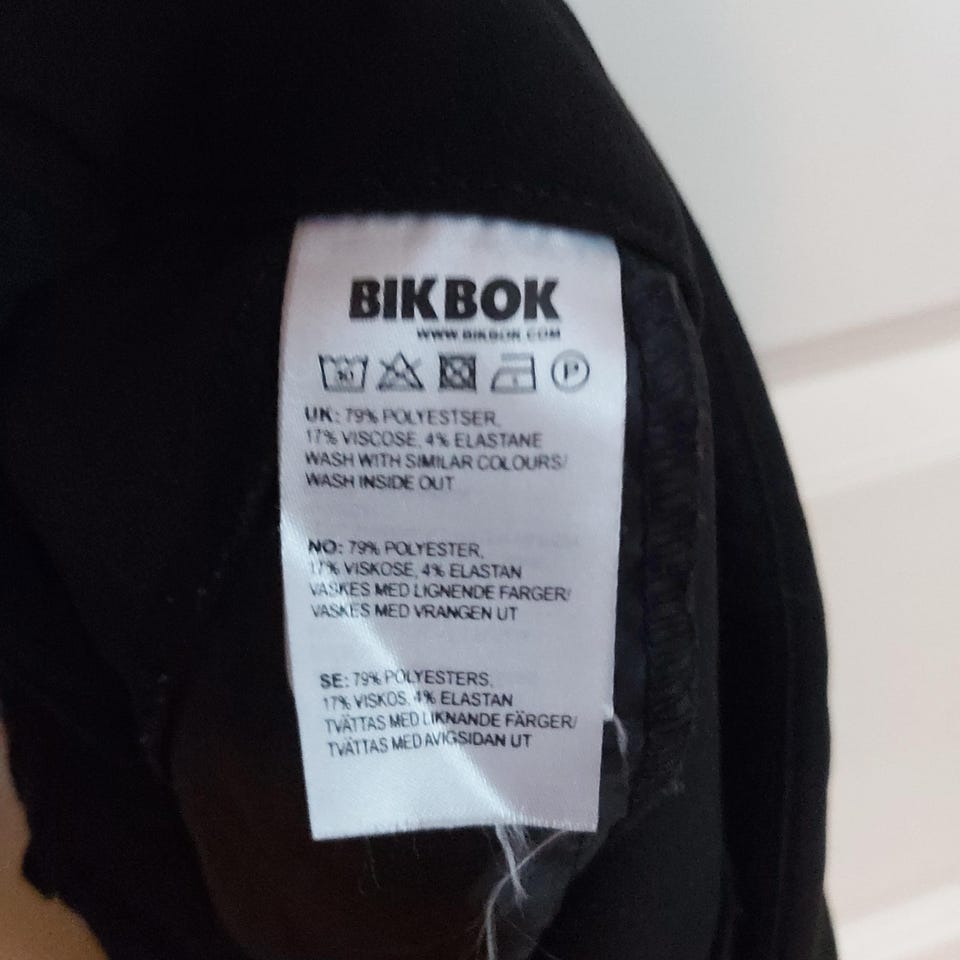 BIKBOK
WWW.BIKBOK.COM
30
P
UK: 79% POLYESTSER,
17% VISCOSE, 4% ELASTANE
WASH WITH SIMILAR COLOURS/
WASH INSIDE OUT
NO: 79% POLYESTER,
17% VISKOSE, 4% ELASTAN
VASKES MED LIGNENDE FARGER/
VASKES MED VRANGEN UT
SE: 79% POLYESTERS,
17% VISKOS, 4% ELASTAN
TVÄTTAS MED LIKNANDE FÄRGER/
TVÄTTAS MED AVIGSIDAN UT